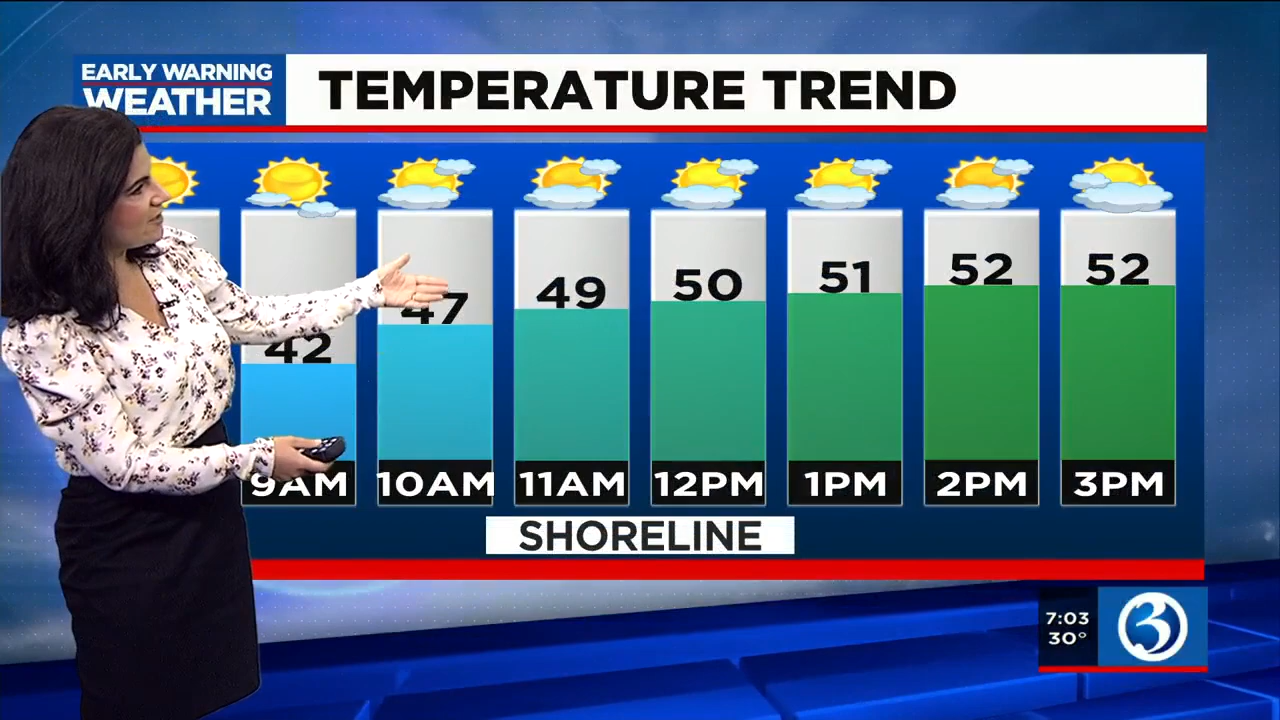 EARLY WARNING
WEATHER
TEMPERATURE TREND
42
47
49
50
51
52
52
9AM
10AM
11AM
12PM
1PM
2PM
3PM
SHORELINE
7:03
30°
3